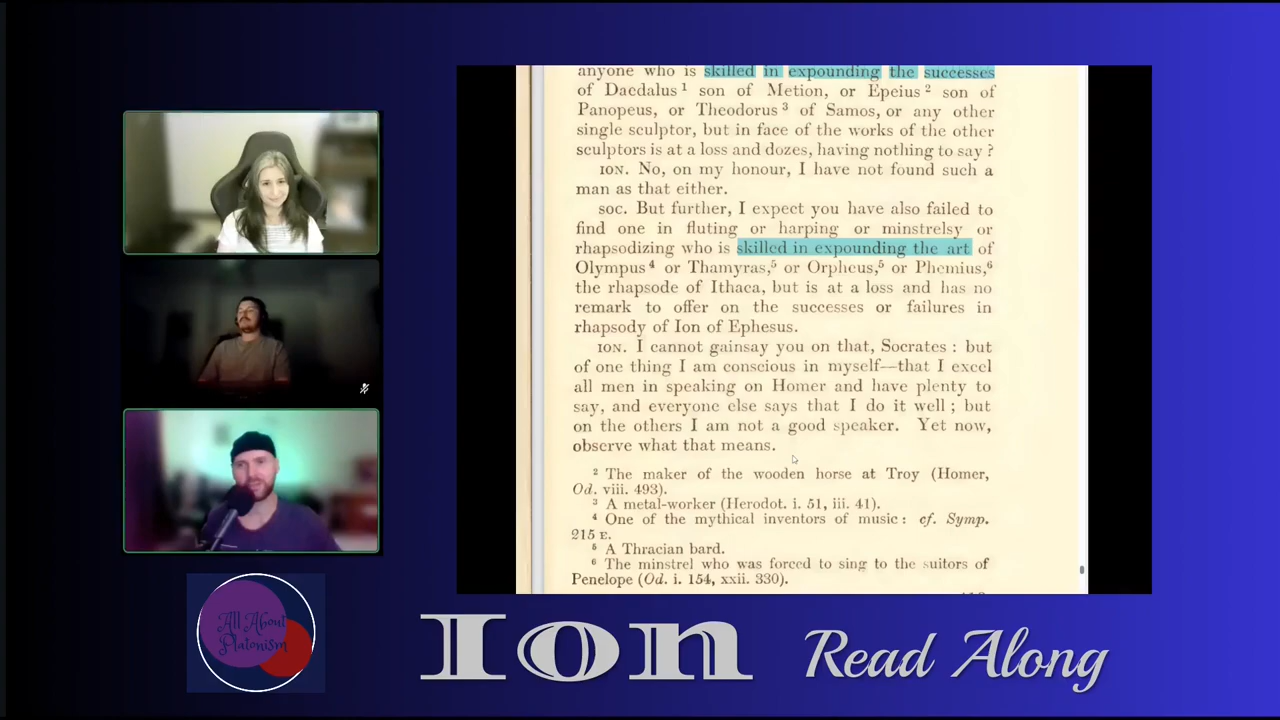 anyone who is skilled in expounding the successes
of Daedalus¹ son of Metion, or Epeius² son of
Panopeus, or Theodorus³ of Samos, or any other
single sculptor, but in face of the works of the other
sculptors is at a loss and dozes, having nothing to say ?
ION. No, on my honour, I have not found such a
man as that either.
SOC. But further, I expect you have also failed to
find one in fluting or harping or minstrelsy or
rhapsodizing who is skilled in expounding the art of
Olympus⁴ or Thamyras,⁵ or Orpheus,⁵ or Phemius,⁶
the rhapsode of Ithaca, but is at a loss and has no
remark to offer on the successes or failures in
rhapsody of Ion of Ephesus.
ION. I cannot gainsay you on that, Socrates : but
of one thing I am conscious in myself—that I excel
all men in speaking on Homer and have plenty to
say, and everyone else says that I do it well ; but
on the others I am not a good speaker. Yet now,
observe what that means.
² The maker of the wooden horse at Troy (Homer,
Od. viii. 493).
³ A metal-worker (Herodot. i. 51, iii. 41).
⁴ One of the mythical inventors of music : cf. Symp.
215 E.
⁵ A Thracian bard.
⁶ The minstrel who was forced to sing to the suitors of
Penelope (Od. i. 154, xxii. 330).
All About
Platonism
Ion Read Along